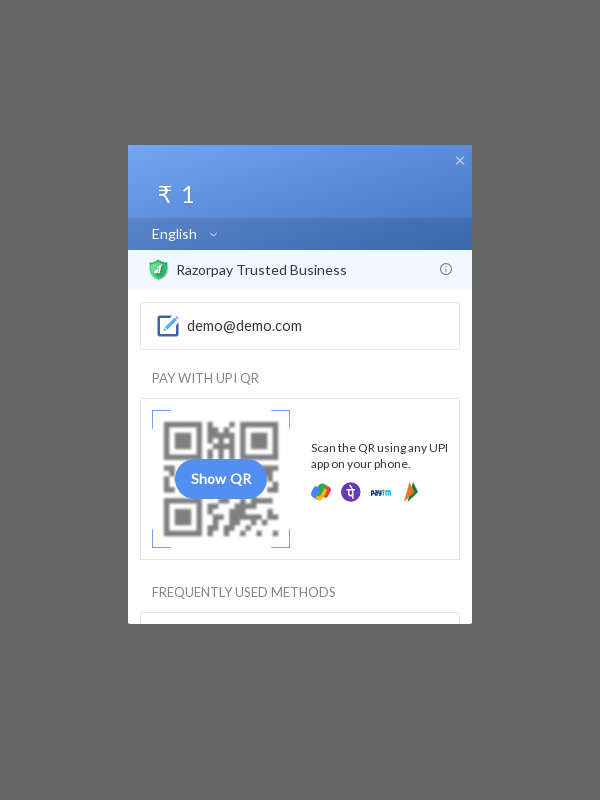 ₹ 1
English
Razorpay Trusted Business
demo@demo.com
PAY WITH UPI QR
Show QR
Scan the QR using any UPI
app on your phone.
पे paytm
FREQUENTLY USED METHODS